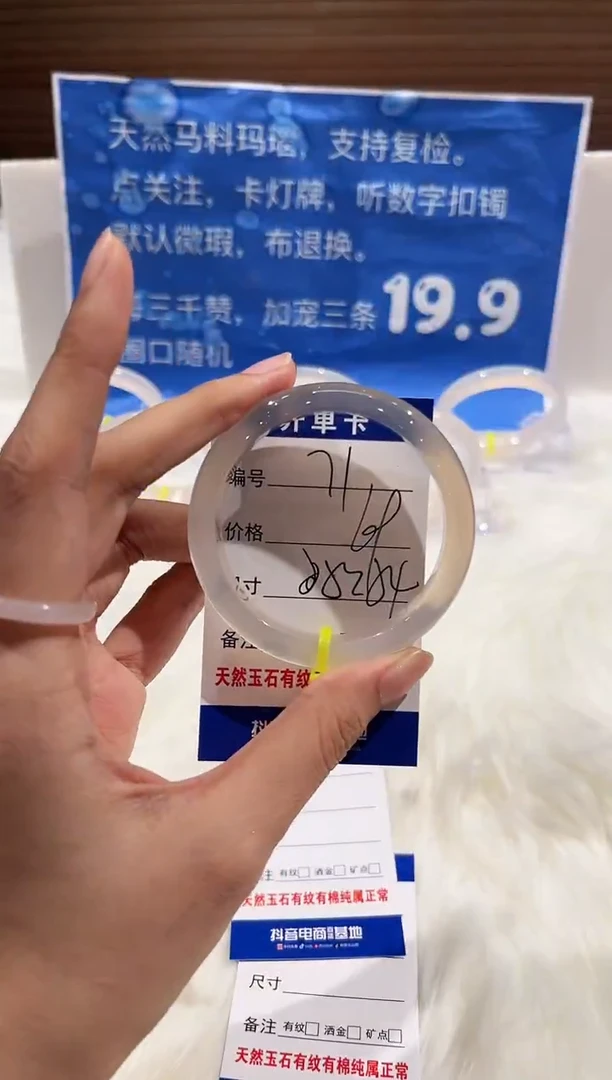 天然马料玛瑙，支持复检。
点关注，卡灯牌，听数字扣镯
默认微瑕，布退换。
每三千赞，加宠三条19.9
圈口随机
开单卡
编号 71
价格
尺寸
备注
天然玉石有纹
注 有纹 洒金 矿点
天然玉石有纹有棉纯属正常
抖音电商 基地
尺寸
备注 有纹 洒金 矿点
天然玉石有纹有棉纯属正常